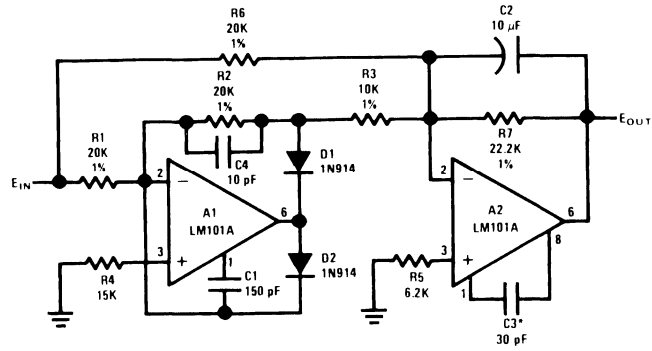 R6
20K
1%
C2
10 μF
R2
20K
1%
R3
10K
1%
R1
20K
1%
C4
10 pF
D1
1N914
R7
22.2K
1%
EOUT
EIN
2
−
A1
LM101A
6
3
+
1
R4
15K
C1
150 pF
D2
1N914
2
−
A2
LM101A
6
8
3
+
1
R5
6.2K
C3*
30 pF